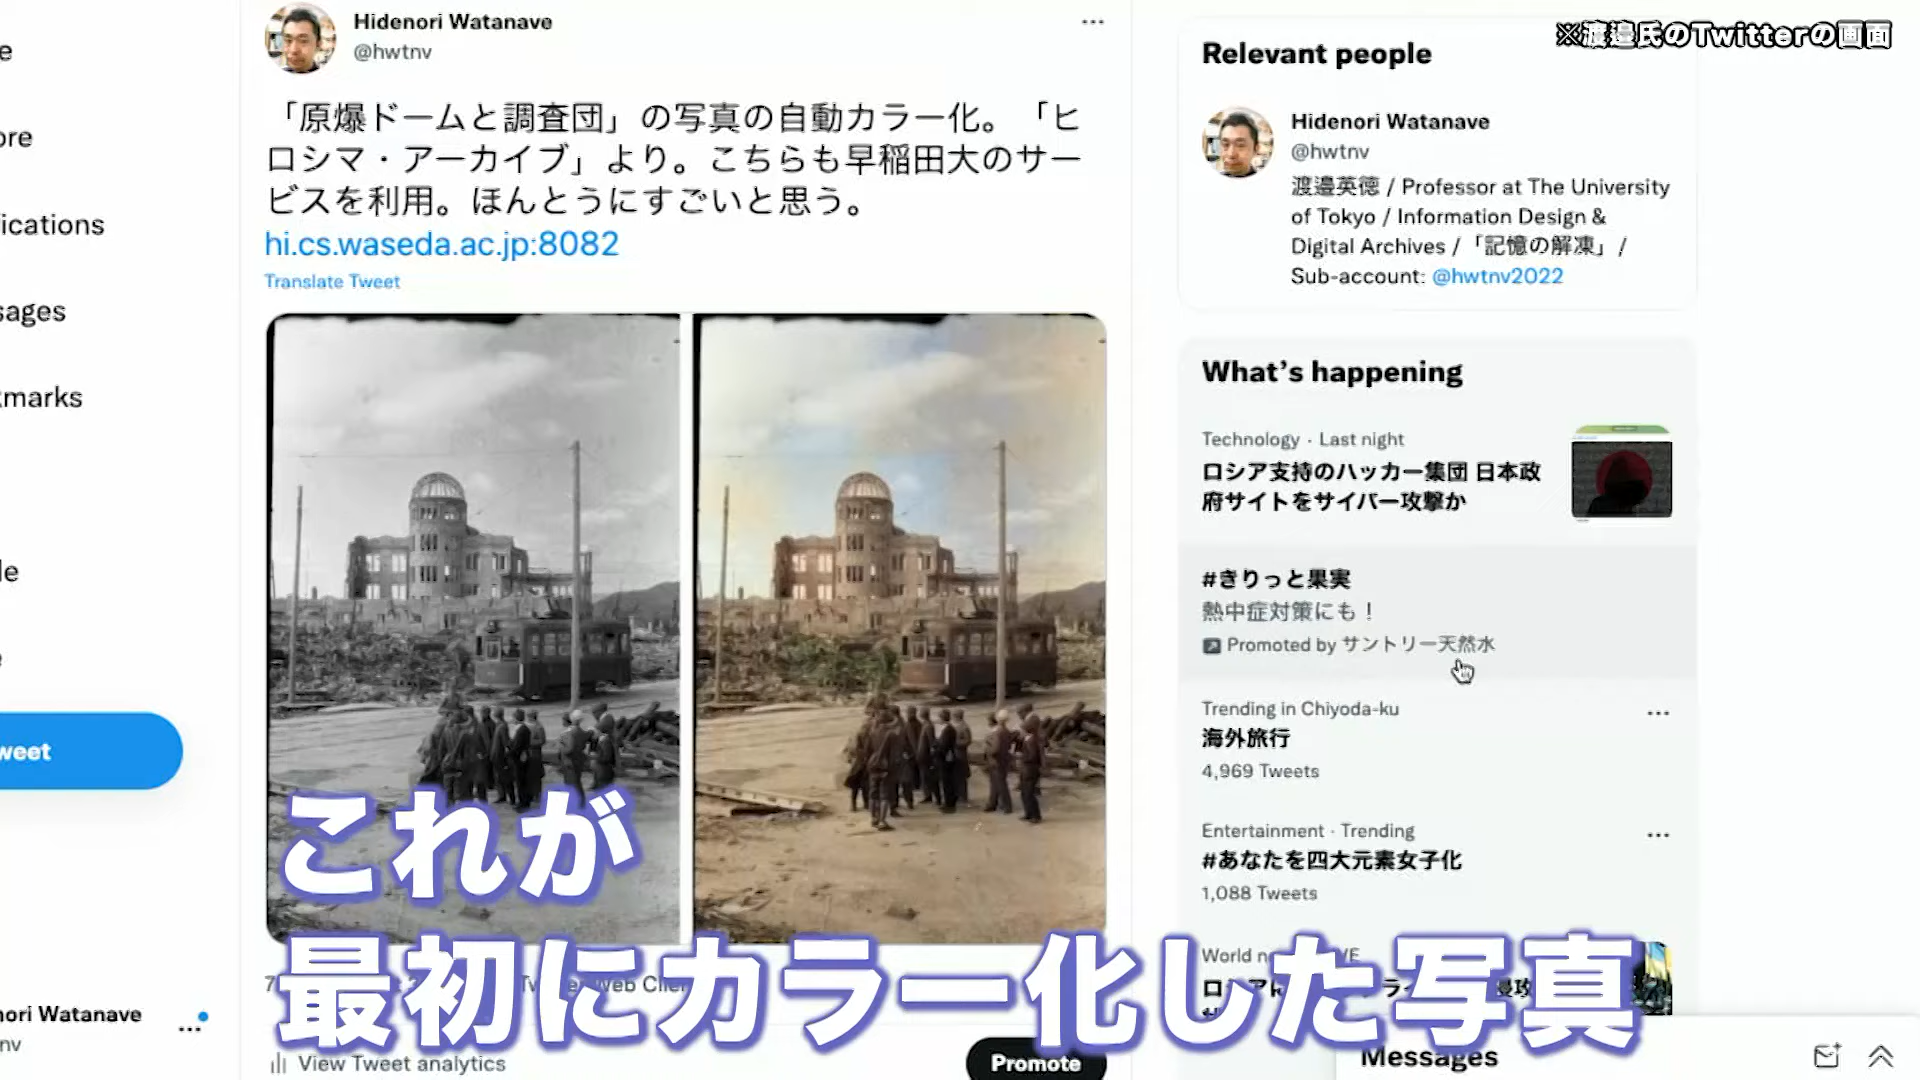 Hidenori Watanave
@hwtnv
「原爆ドームと調査団」の写真の自動カラー化。「ヒ
ロシマ・アーカイブ」より。こちらも早稲田大のサー
ビスを利用。ほんとうにすごいと思う。
hi.cs.waseda.ac.jp:8082
Translate Tweet
※渡邉氏のTwitterの画面
Relevant people
Hidenori Watanave
@hwtnv
渡邉英徳 / Professor at The University
of Tokyo / Information Design &
Digital Archives / 「記憶の解凍」 /
Sub-account: @hwtnv2022
What's happening
Technology · Last night
ロシア支持のハッカー集団 日本政
府サイトをサイバー攻撃か
#きりっと果実
熱中症対策にも！
Promoted by サントリー天然水
Trending in Chiyoda-ku
海外旅行
4,969 Tweets
Entertainment · Trending
#あなたを四大元素女子化
1,088 Tweets
これが
最初にカラー化した写真
View Tweet analytics
Promote
Messages